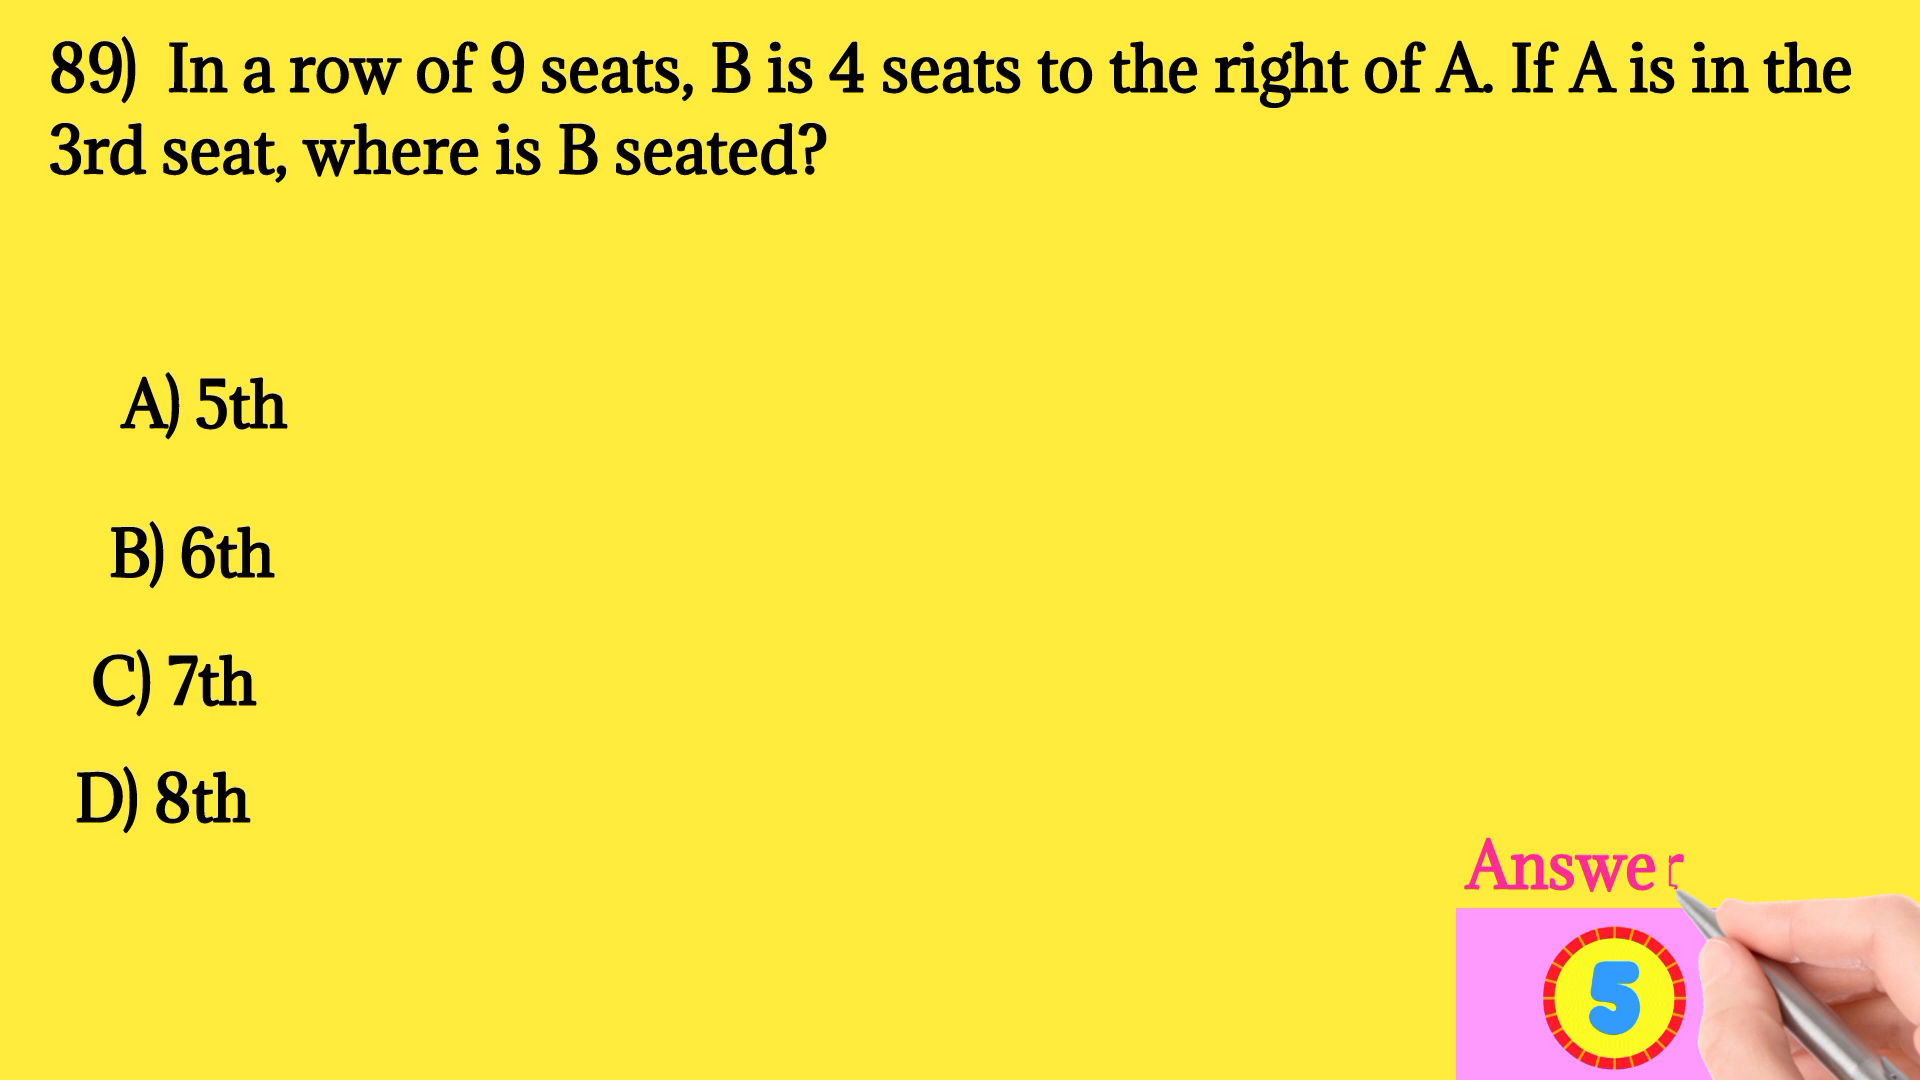 89) In a row of 9 seats, B is 4 seats to the right of A. If A is in the
3rd seat, where is B seated?
A) 5th
B) 6th
C) 7th
D) 8th
Answer
5